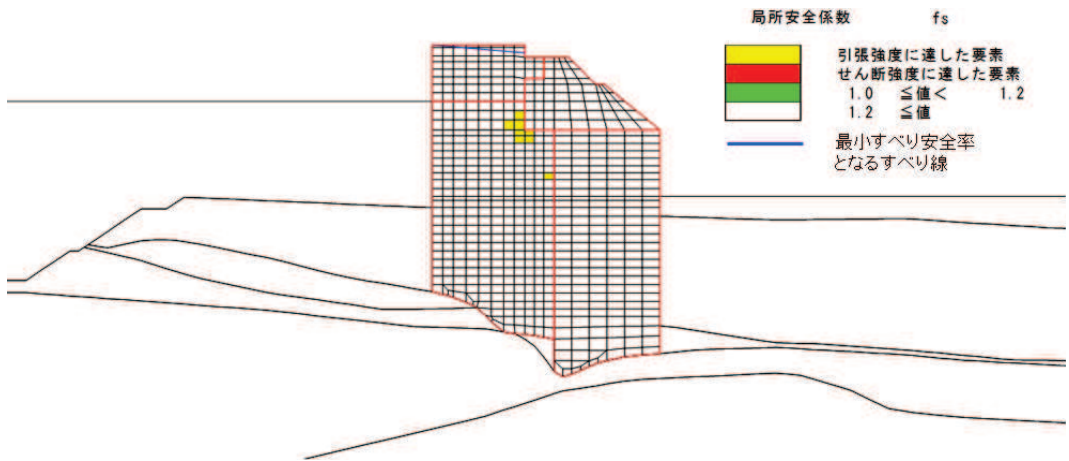 局所安全係数 fs
引張強度に達した要素
せん断強度に達した要素
1.0 ≦値< 1.2
1.2 ≦値
最小すべり安全率
となるすべり線